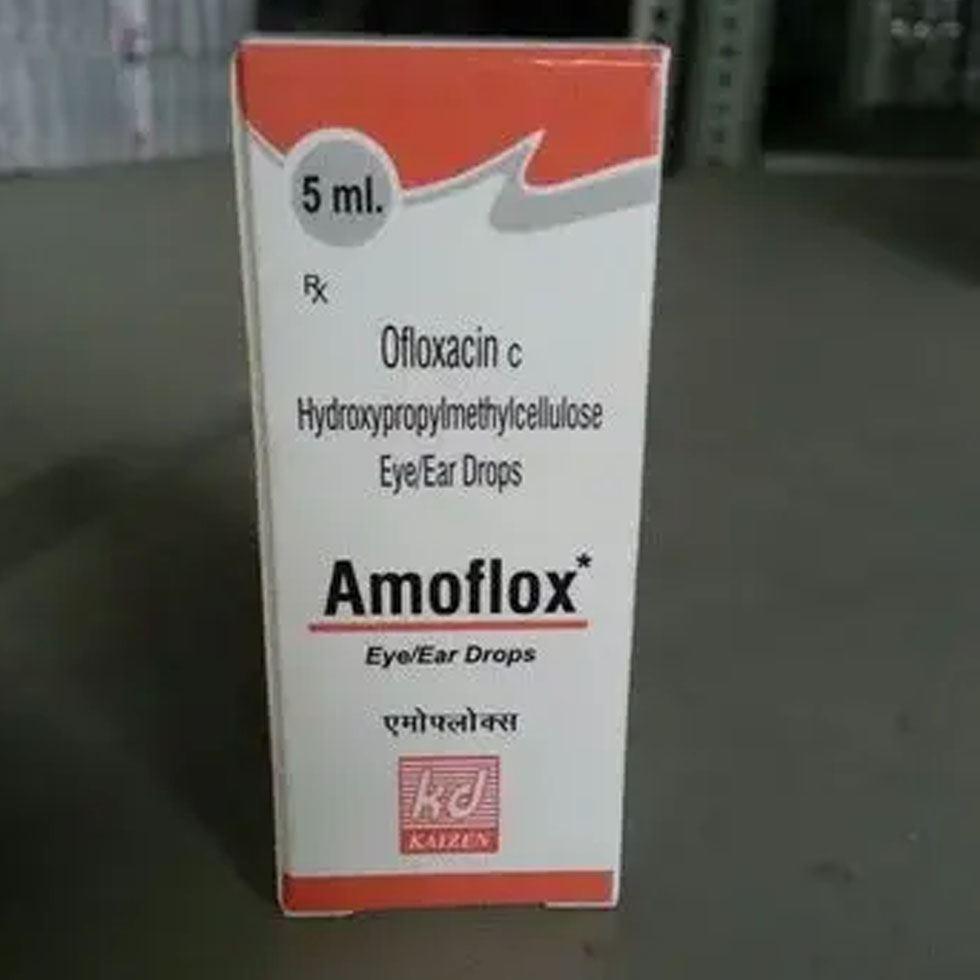 5 ml.
Rx
Ofloxacin c
Hydroxypropylmethylcellulose
Eye/Ear Drops
Amoflox*
Eye/Ear Drops
एमोफ्लोक्स
kd
KAIZEN